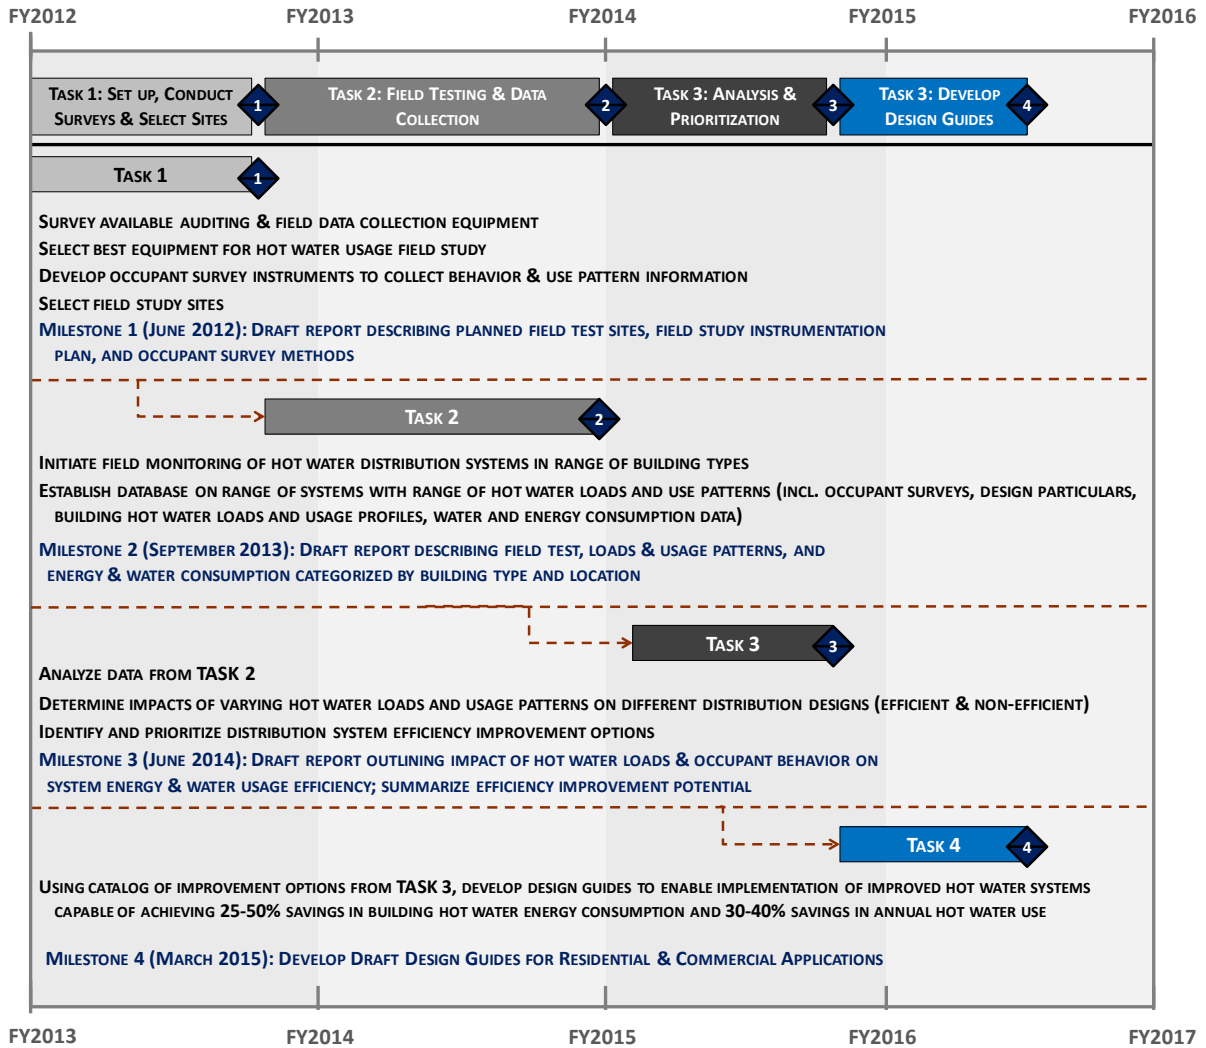 FY2012 FY2013 FY2014 FY2015 FY2016
TASK 1: SET UP, CONDUCT
SURVEYS & SELECT SITES
1
TASK 2: FIELD TESTING & DATA
COLLECTION
2
TASK 3: ANALYSIS &
PRIORITIZATION
3
TASK 3: DEVELOP
DESIGN GUIDES
4
TASK 1
1
SURVEY AVAILABLE AUDITING & FIELD DATA COLLECTION EQUIPMENT
SELECT BEST EQUIPMENT FOR HOT WATER USAGE FIELD STUDY
DEVELOP OCCUPANT SURVEY INSTRUMENTS TO COLLECT BEHAVIOR & USE PATTERN INFORMATION
SELECT FIELD STUDY SITES
MILESTONE 1 (JUNE 2012): DRAFT REPORT DESCRIBING PLANNED FIELD TEST SITES, FIELD STUDY INSTRUMENTATION
PLAN, AND OCCUPANT SURVEY METHODS
TASK 2
2
INITIATE FIELD MONITORING OF HOT WATER DISTRIBUTION SYSTEMS IN RANGE OF BUILDING TYPES
ESTABLISH DATABASE ON RANGE OF SYSTEMS WITH RANGE OF HOT WATER LOADS AND USE PATTERNS (INCL. OCCUPANT SURVEYS, DESIGN PARTICULARS,
BUILDING HOT WATER LOADS AND USAGE PROFILES, WATER AND ENERGY CONSUMPTION DATA)
MILESTONE 2 (SEPTEMBER 2013): DRAFT REPORT DESCRIBING FIELD TEST, LOADS & USAGE PATTERNS, AND
ENERGY & WATER CONSUMPTION CATEGORIZED BY BUILDING TYPE AND LOCATION
TASK 3
3
ANALYZE DATA FROM TASK 2
DETERMINE IMPACTS OF VARYING HOT WATER LOADS AND USAGE PATTERNS ON DIFFERENT DISTRIBUTION DESIGNS (EFFICIENT & NON-EFFICIENT)
IDENTIFY AND PRIORITIZE DISTRIBUTION SYSTEM EFFICIENCY IMPROVEMENT OPTIONS
MILESTONE 3 (JUNE 2014): DRAFT REPORT OUTLINING IMPACT OF HOT WATER LOADS & OCCUPANT BEHAVIOR ON
SYSTEM ENERGY & WATER USAGE EFFICIENCY; SUMMARIZE EFFICIENCY IMPROVEMENT POTENTIAL
TASK 4
4
USING CATALOG OF IMPROVEMENT OPTIONS FROM TASK 3, DEVELOP DESIGN GUIDES TO ENABLE IMPLEMENTATION OF IMPROVED HOT WATER SYSTEMS
CAPABLE OF ACHIEVING 25-50% SAVINGS IN BUILDING HOT WATER ENERGY CONSUMPTION AND 30-40% SAVINGS IN ANNUAL HOT WATER USE
MILESTONE 4 (MARCH 2015): DEVELOP DRAFT DESIGN GUIDES FOR RESIDENTIAL & COMMERCIAL APPLICATIONS
FY2013 FY2014 FY2015 FY2016 FY2017